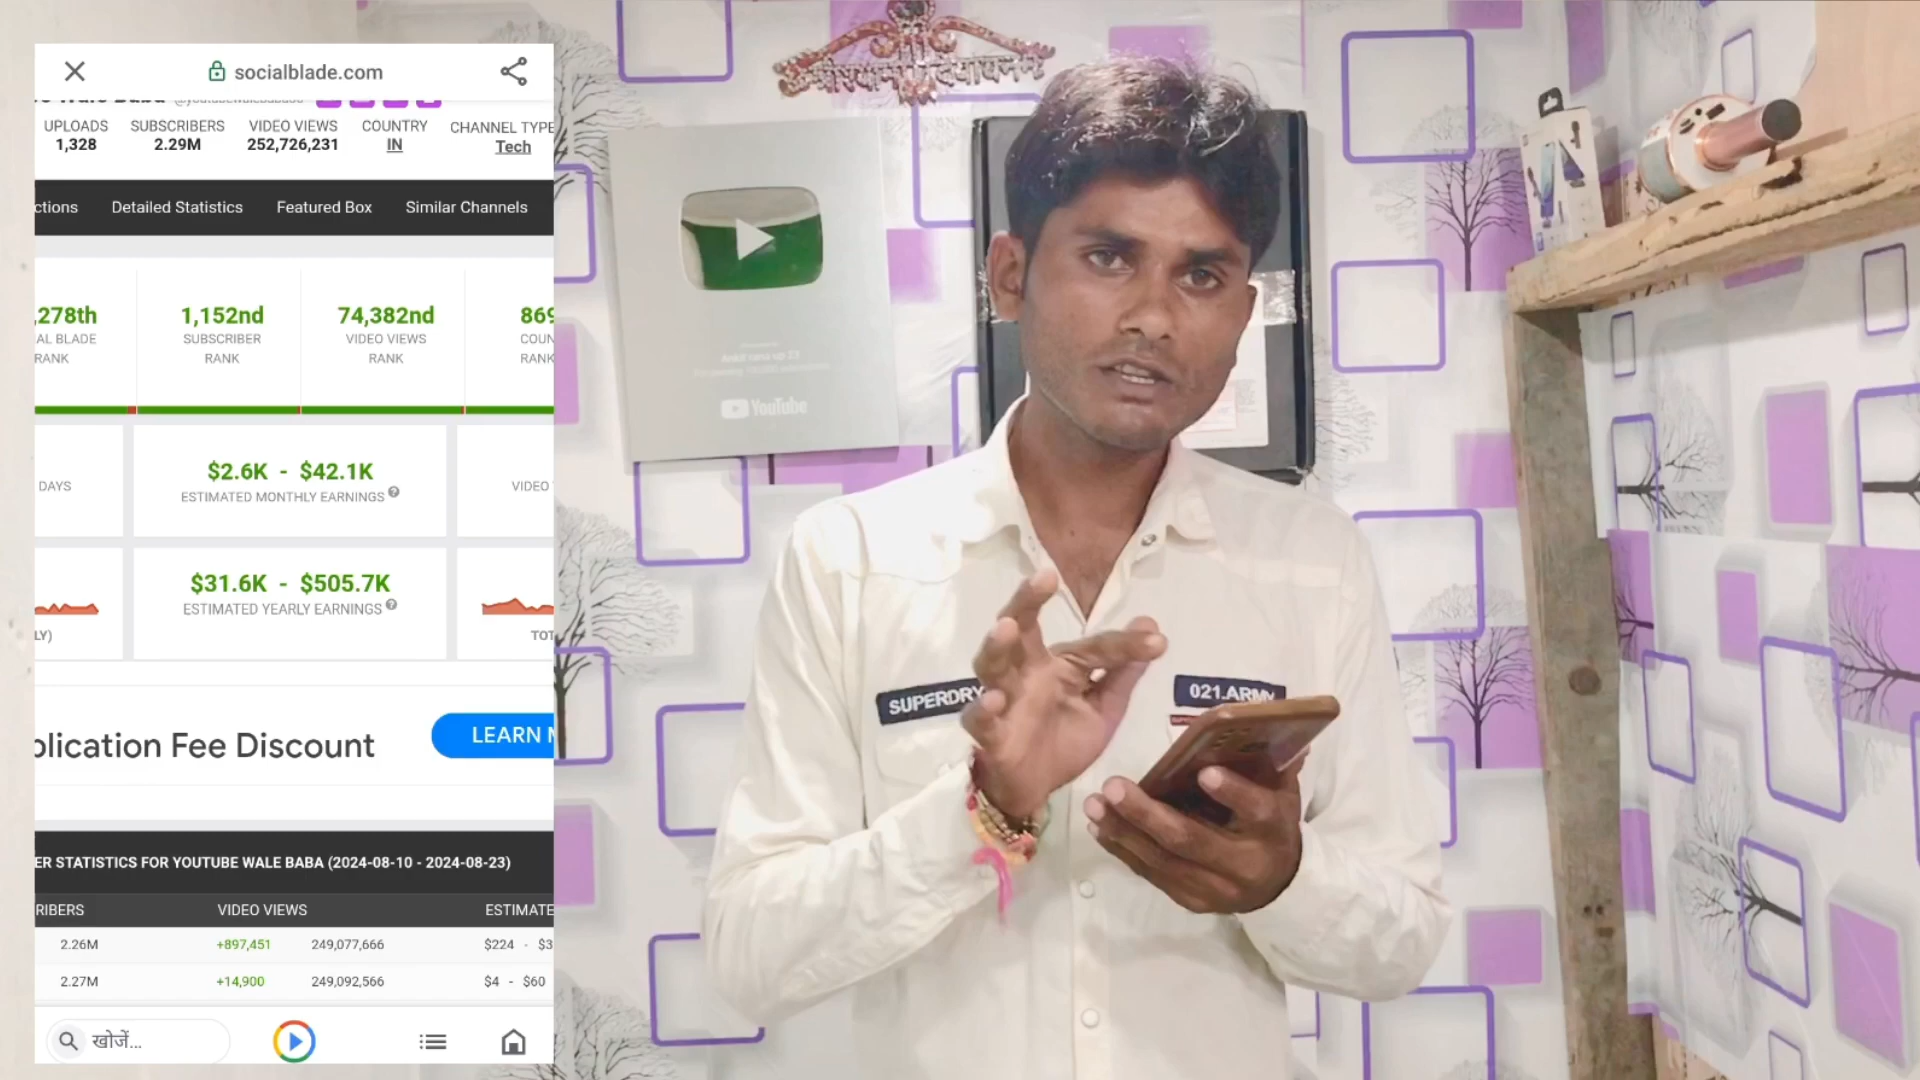 socialblade.com
UPLOADS SUBSCRIBERS VIDEO VIEWS COUNTRY CHANNEL TYPE
1,328 2.29M 252,726,231 IN Tech
ctions Detailed Statistics Featured Box Similar Channels
,278th 1,152nd 74,382nd 869
AL BLADE SUBSCRIBER VIDEO VIEWS COUN
RANK RANK RANK RANK
DAYS
$2.6K - $42.1K
ESTIMATED MONTHLY EARNINGS
VIDEO
$31.6K - $505.7K
ESTIMATED YEARLY EARNINGS
LY)
TOT
plication Fee Discount
LEARN
ER STATISTICS FOR YOUTUBE WALE BABA (2024-08-10 - 2024-08-23)
RIBERS VIDEO VIEWS ESTIMATE
2.26M +897,451 249,077,666 $224 - $3
2.27M +14,900 249,092,566 $4 - $60
खोजें...
Ankit rana up 23
YouTube
SUPERDRY
021.ARMY